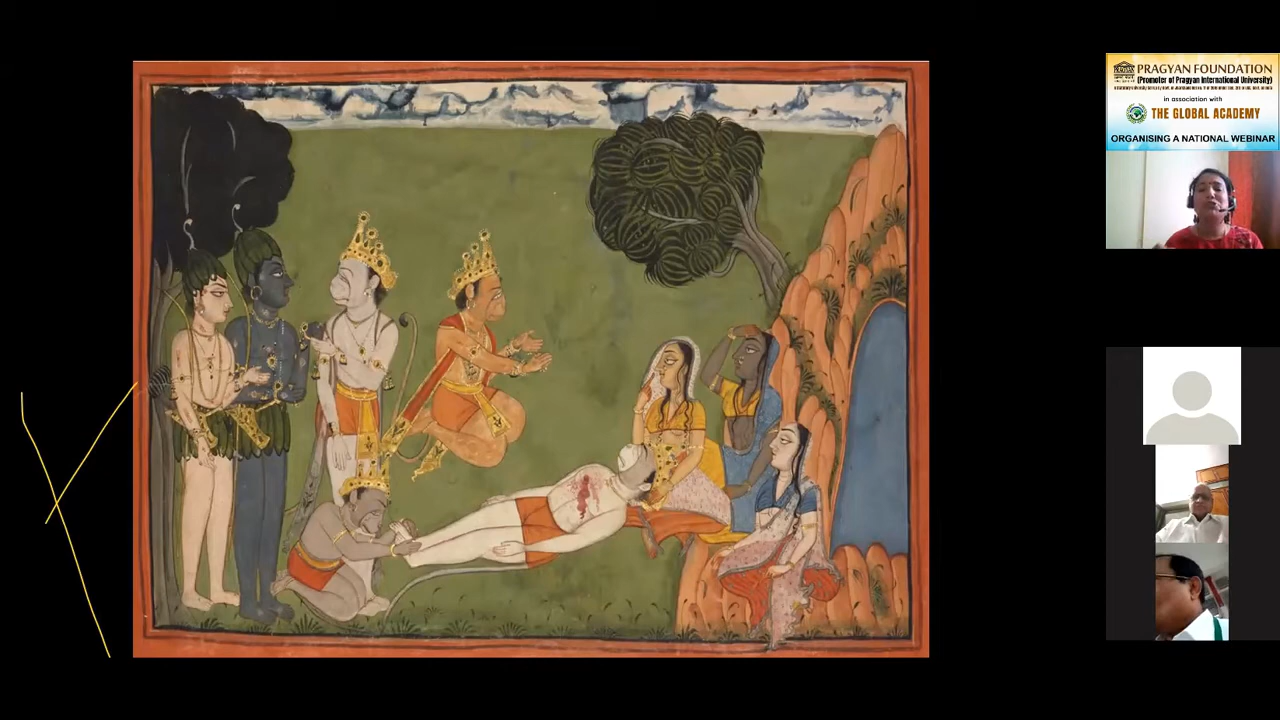 PRAGYAN FOUNDATION
(Promoter of Pragyan International University)
in association with
THE GLOBAL ACADEMY
ORGANISING A NATIONAL WEBINAR